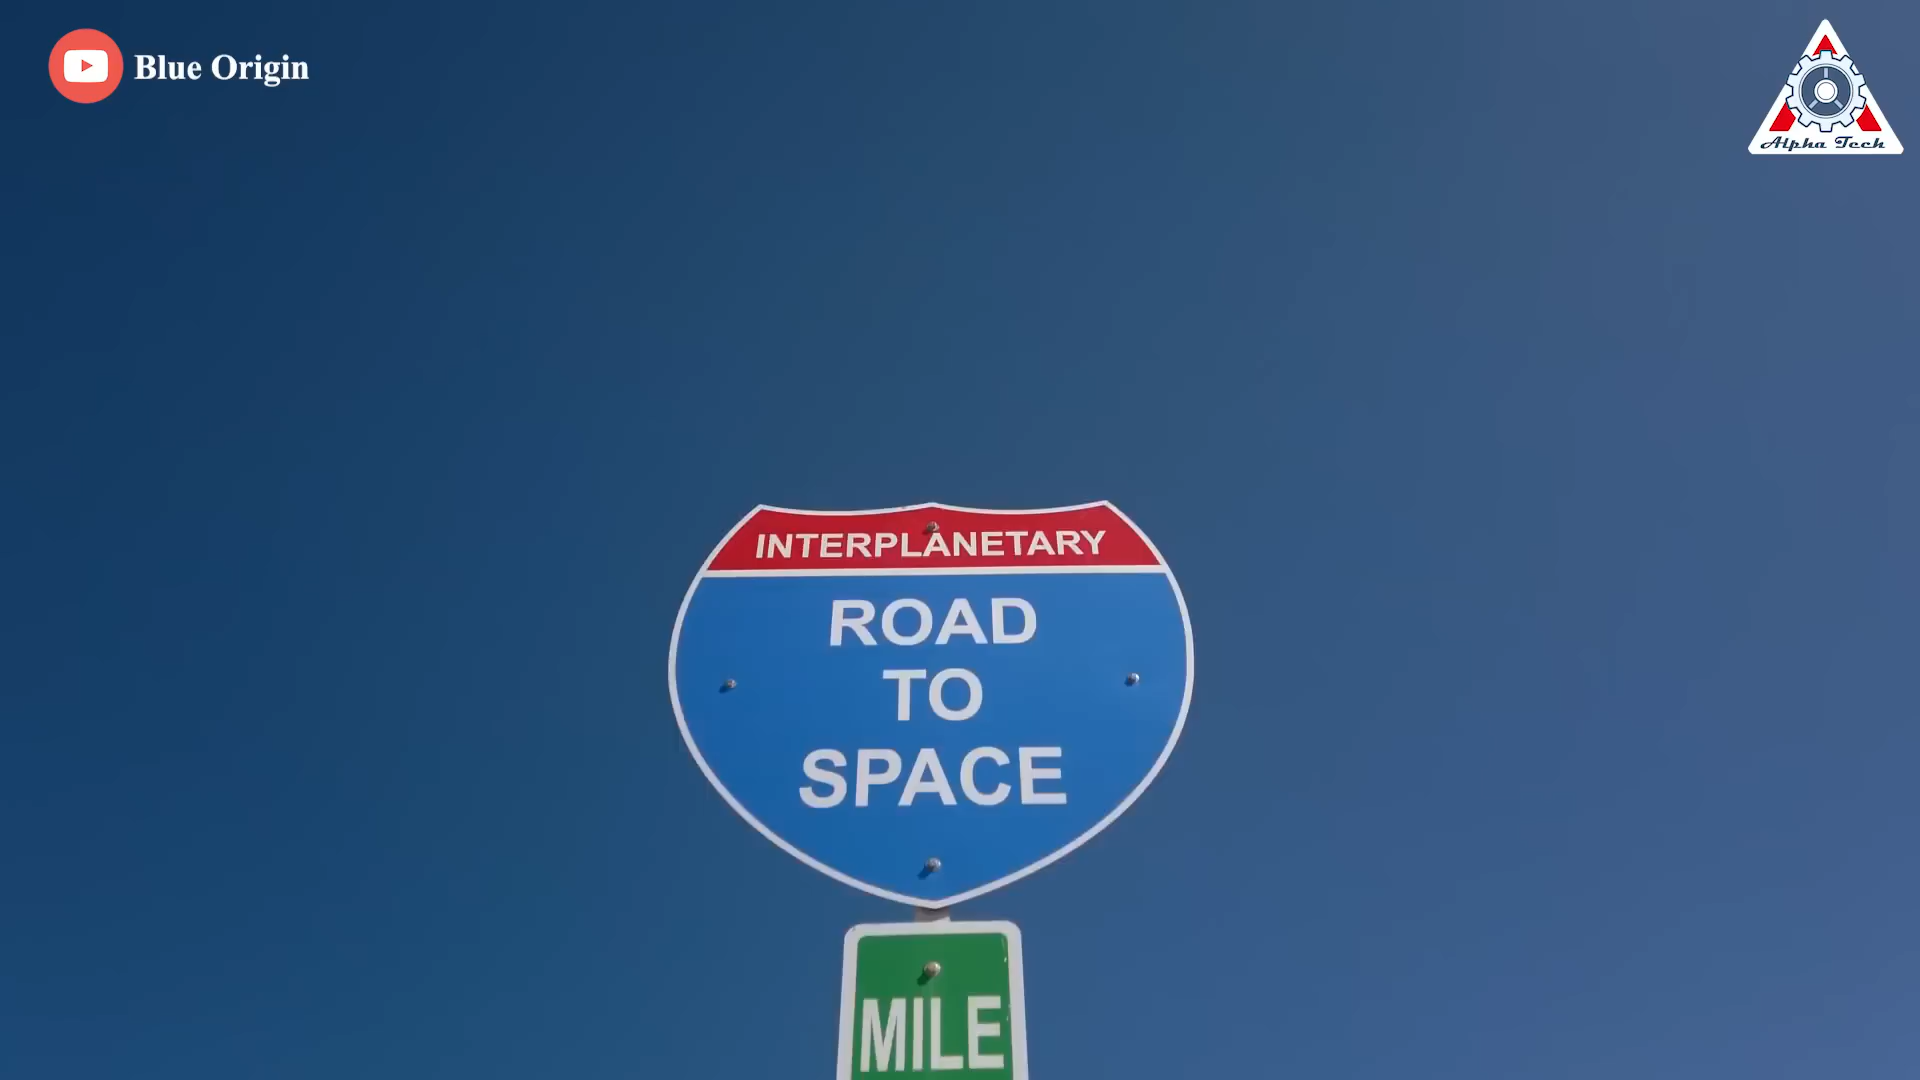 Blue Origin
Alpha Tech
INTERPLANETARY
ROAD
TO
SPACE
MILE